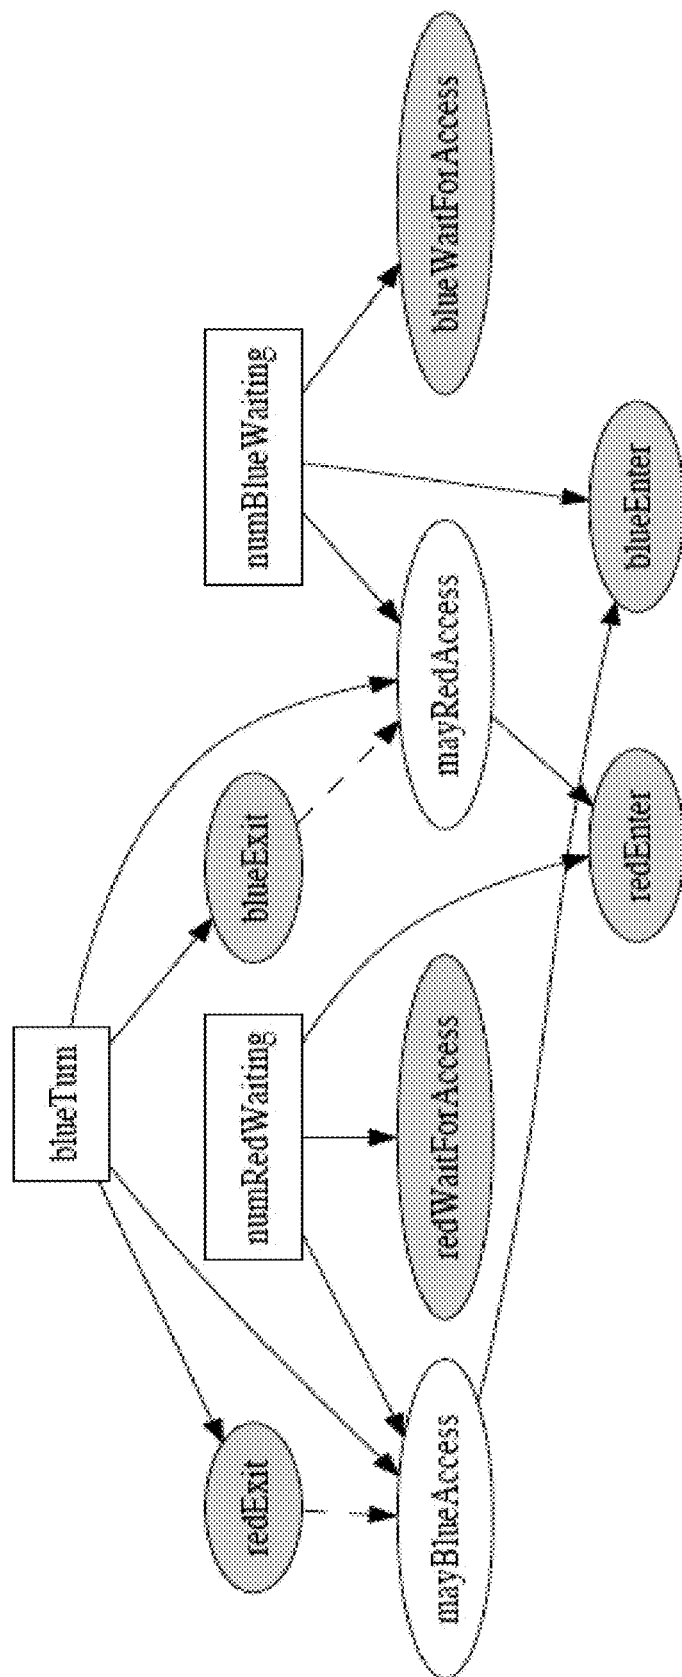 blueTurn
redExit
numRedWaiting
blueExit
numBlueWaiting
mayBlueAccess
redWaitForAccess
mayRedAccess
blueWaitForAccess
redEnter
blueEnter